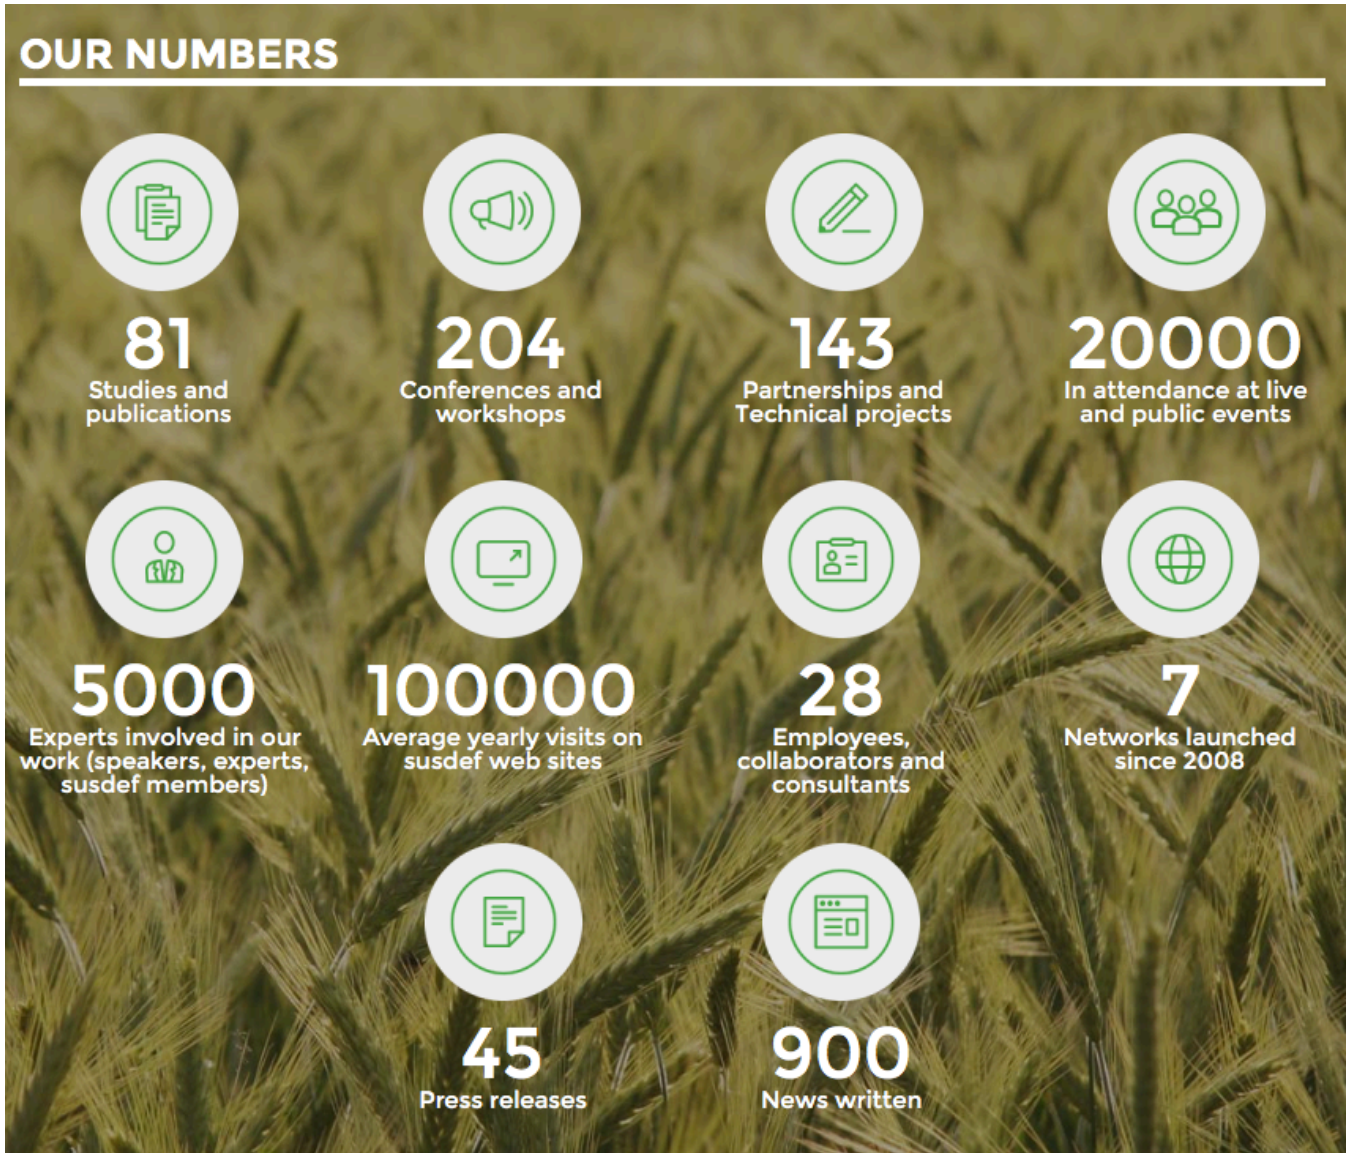 OUR NUMBERS
81
Studies and
publications
204
Conferences and
workshops
143
Partnerships and
Technical projects
20000
In attendance at live
and public events
5000
Experts involved in our
work (speakers, experts,
susdef members)
100000
Average yearly visits on
susdef web sites
28
Employees,
collaborators and
consultants
7
Networks launched
since 2008
45
Press releases
900
News written